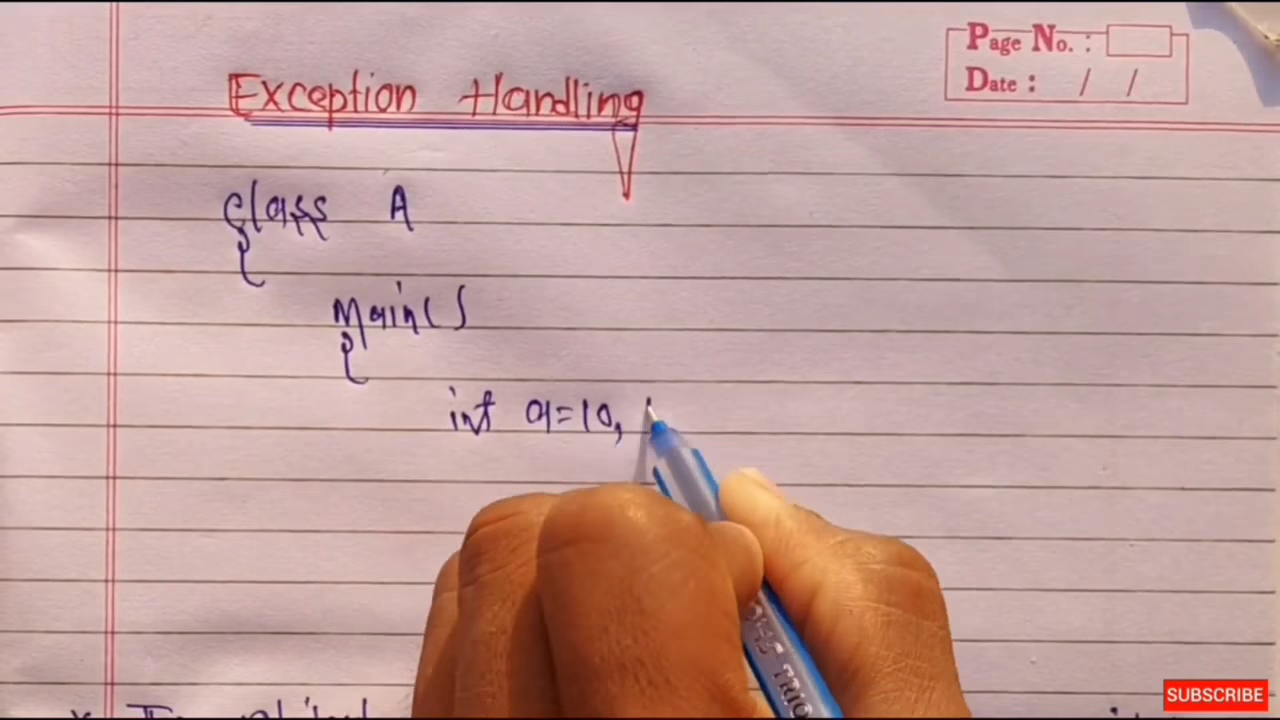 Page No. :
Date : / /
Exception Handling
class A
{
Main()
{
int a=10,
SUBSCRIBE